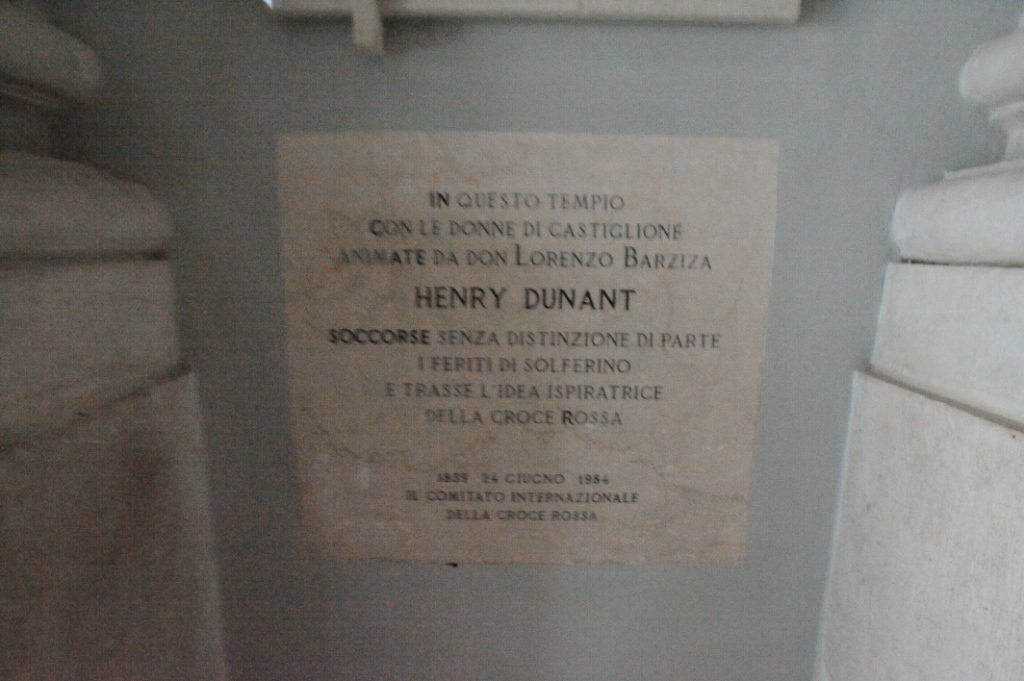 IN QUESTO TEMPIO
CON LE DONNE DI CASTIGLIONE
ANIMATE DA DON LORENZO BARZIZA
HENRY DUNANT
SOCCORSE SENZA DISTINZIONE DI PARTE
I FERITI DI SOLFERINO
E TRASSE L'IDEA ISPIRATRICE
DELLA CROCE ROSSA
1859 24 GIUGNO 1984
IL COMITATO INTERNAZIONALE
DELLA CROCE ROSSA